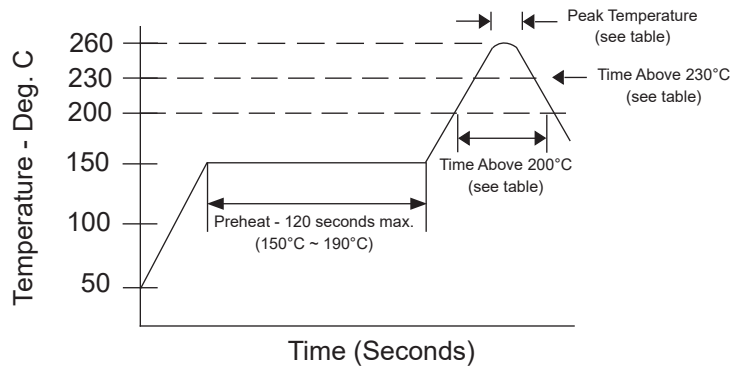 Temperature - Deg. C
260
230
200
150
100
50
Peak Temperature
(see table)
Time Above 230°C
(see table)
Time Above 200°C
(see table)
Preheat - 120 seconds max.
(150°C ~ 190°C)
Time (Seconds)